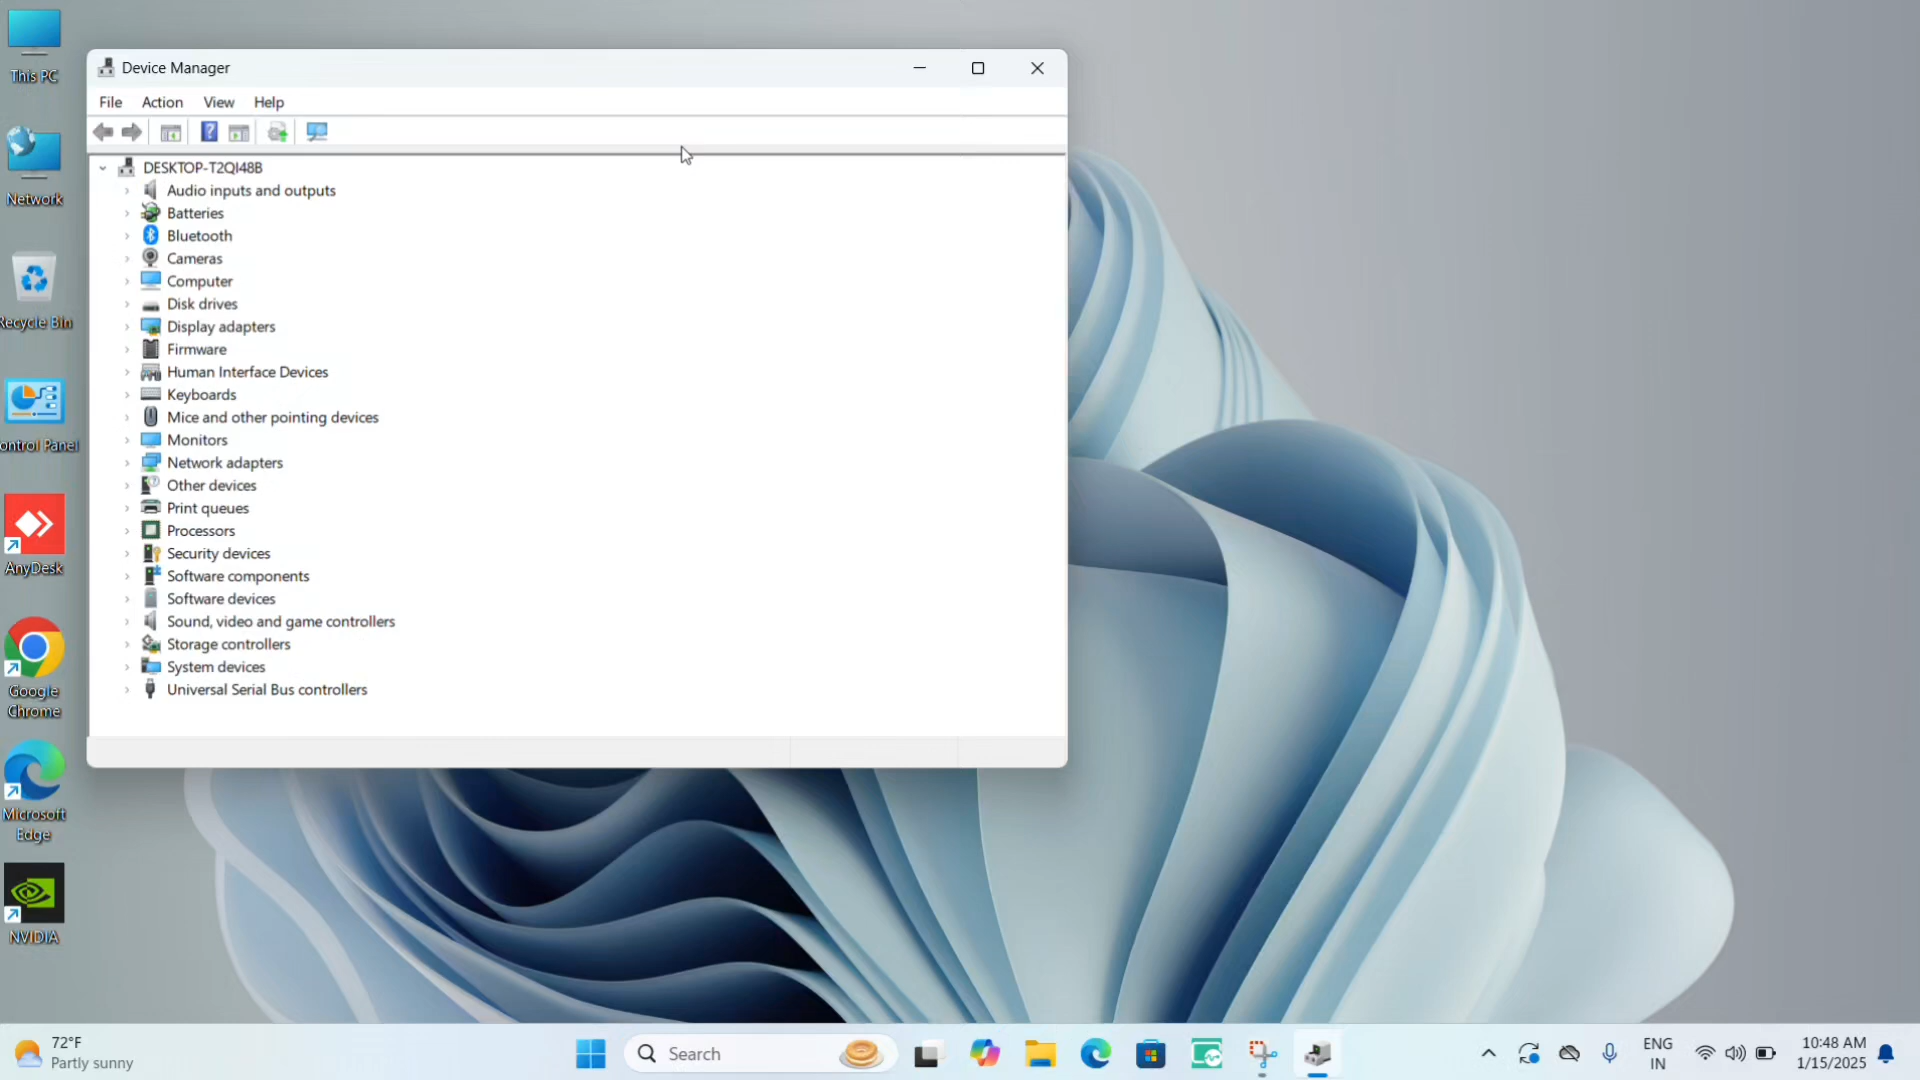 This PC
Network
Recycle Bin
ontrol Panel
AnyDesk
Google
Chrome
Microsoft
Edge
NVIDIA
Device Manager
File Action View Help
DESKTOP-T2QI48B
Audio inputs and outputs
Batteries
Bluetooth
Cameras
Computer
Disk drives
Display adapters
Firmware
Human Interface Devices
Keyboards
Mice and other pointing devices
Monitors
Network adapters
Other devices
Print queues
Processors
Security devices
Software components
Software devices
Sound, video and game controllers
Storage controllers
System devices
Universal Serial Bus controllers
72°F
Partly sunny
Search
ENG
IN
10:48 AM
1/15/2025